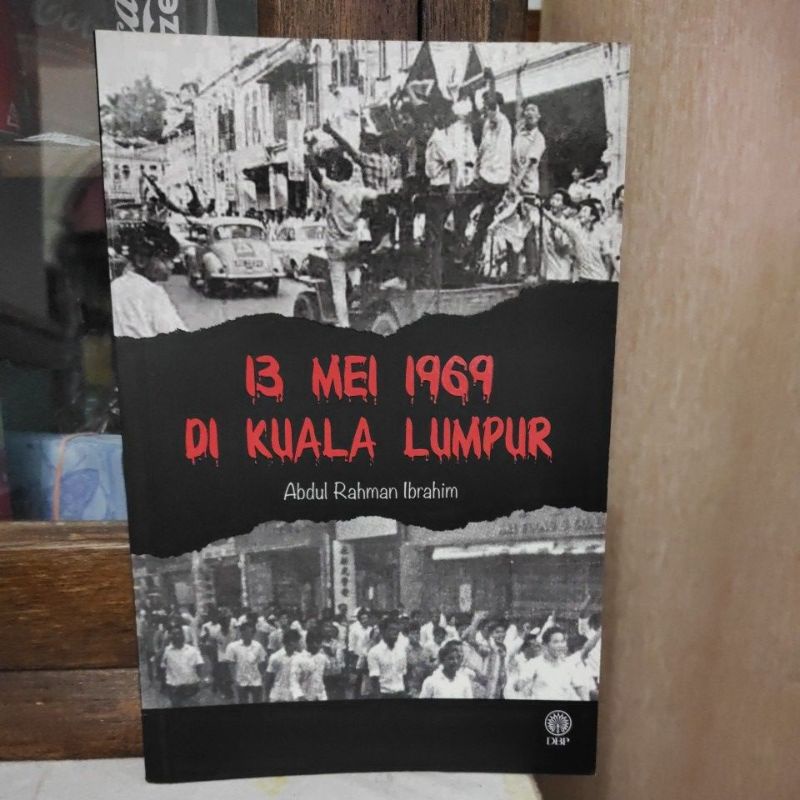 13 MEI 1969
DI KUALA LUMPUR
Abdul Rahman Ibrahim
DBP